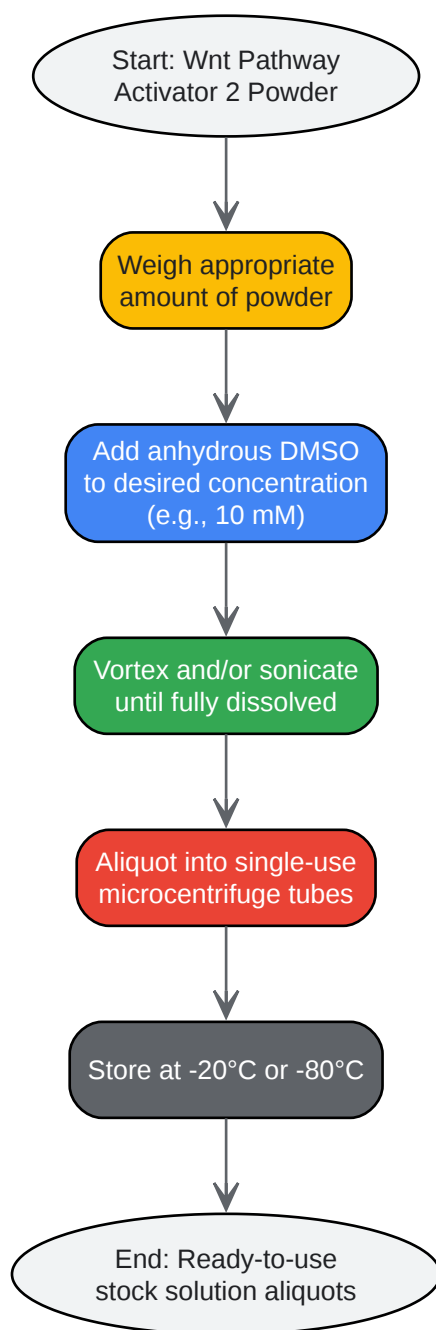 Start: Wnt Pathway
Activator 2 Powder
Weigh appropriate
amount of powder
Add anhydrous DMSO
to desired concentration
(e.g., 10 mM)
Vortex and/or sonicate
until fully dissolved
Aliquot into single-use
microcentrifuge tubes
Store at -20°C or -80°C
End: Ready-to-use
stock solution aliquots